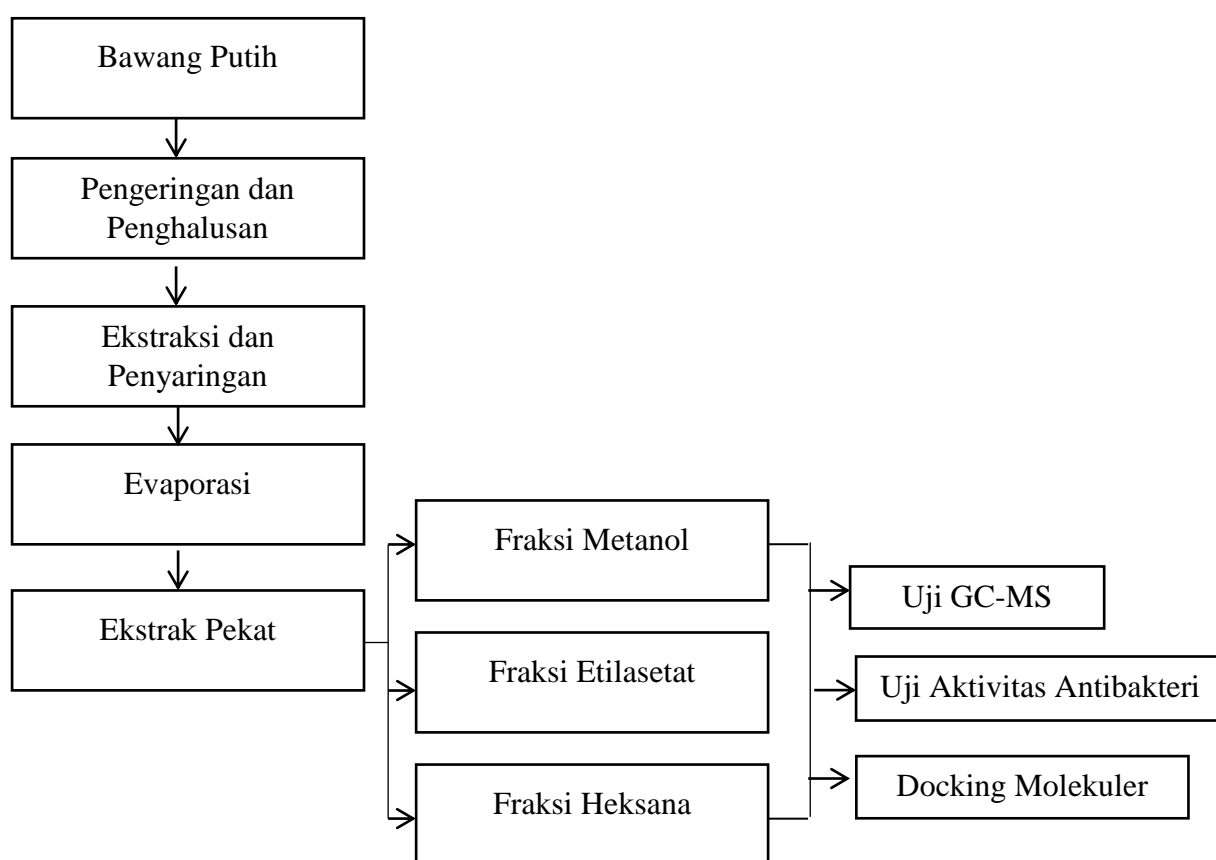 Bawang Putih
Pengeringan dan
Penghalusan
Ekstraksi dan
Penyaringan
Evaporasi
Ekstrak Pekat
Fraksi Metanol
Fraksi Etilasetat
Fraksi Heksana
Uji GC-MS
Uji Aktivitas Antibakteri
Docking Molekuler